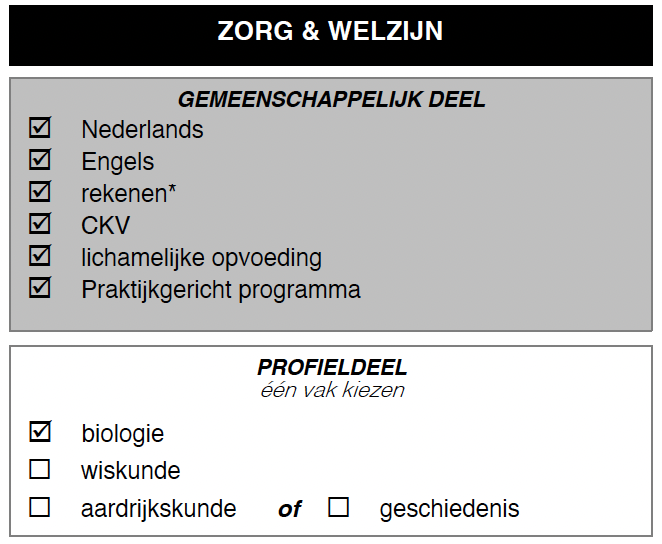 ZORG & WELZIJN
GEMEENSCHAPPELIJK DEEL
Nederlands
Engels
rekenen*
CKV
lichamelijke opvoeding
Praktijkgericht programma
PROFIELDEEL
één vak kiezen
biologie
wiskunde
aardrijkskunde of geschiedenis